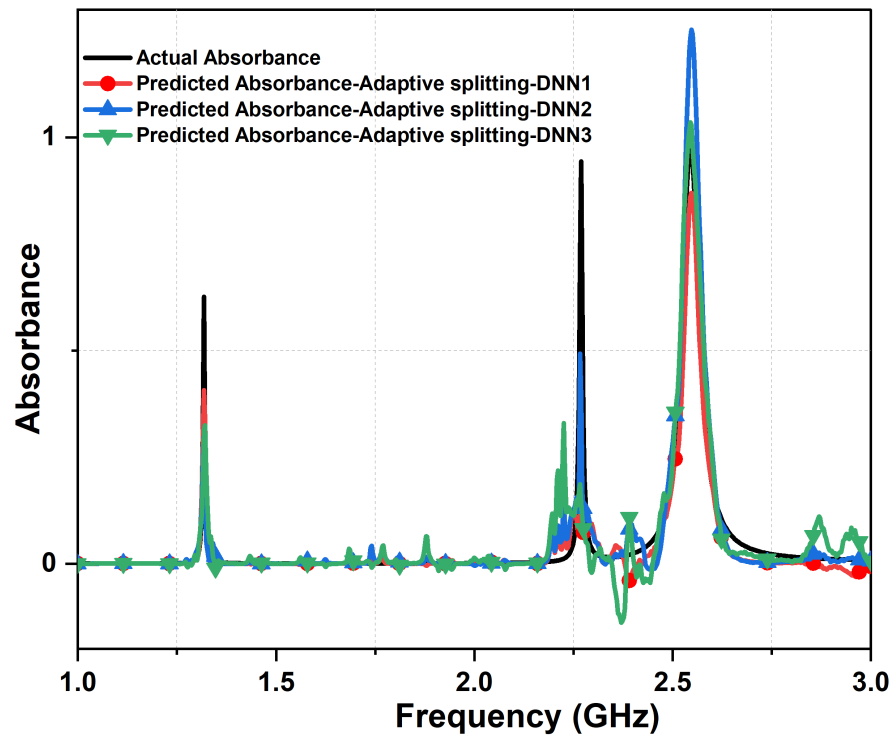 Actual Absorbance
Predicted Absorbance-Adaptive splitting-DNN1
Predicted Absorbance-Adaptive splitting-DNN2
Predicted Absorbance-Adaptive splitting-DNN3
1
0
Absorbance
1.0 1.5 2.0 2.5 3.0
Frequency (GHz)